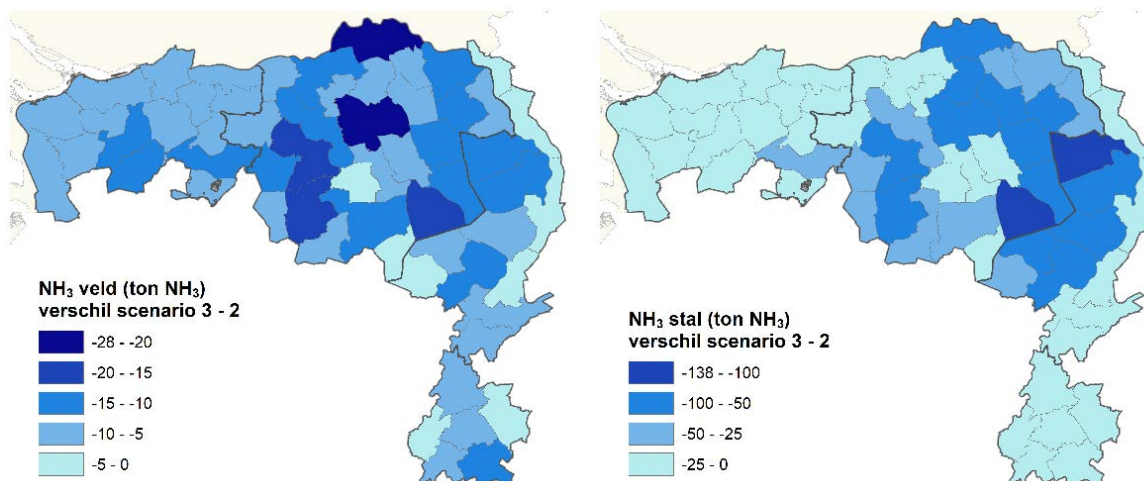 NH₃ veld (ton NH₃)
verschil scenario 3 - 2
-28 - -20
-20 - -15
-15 - -10
-10 - -5
-5 - 0
NH₃ stal (ton NH₃)
verschil scenario 3 - 2
-138 - -100
-100 - -50
-50 - -25
-25 - 0